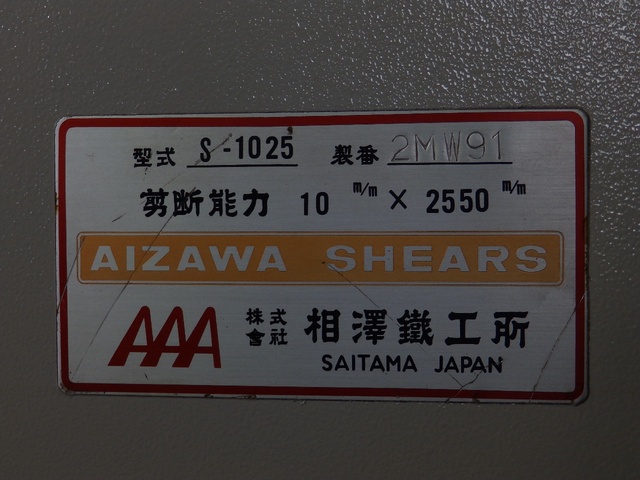 型式 S-1025 製番 2MW91
剪断能力 10 m/m × 2550 m/m
AIZAWA SHEARS
AAA 株式會社 相澤鐵工所
SAITAMA JAPAN